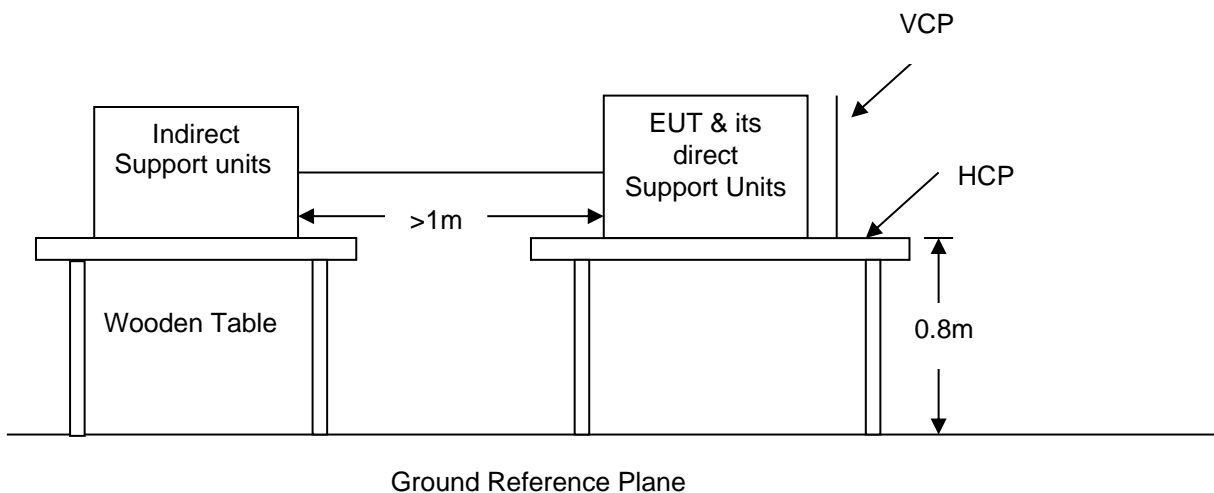 VCP
Indirect
Support units
EUT & its
direct
Support Units
HCP
>1m
Wooden Table
0.8m
Ground Reference Plane